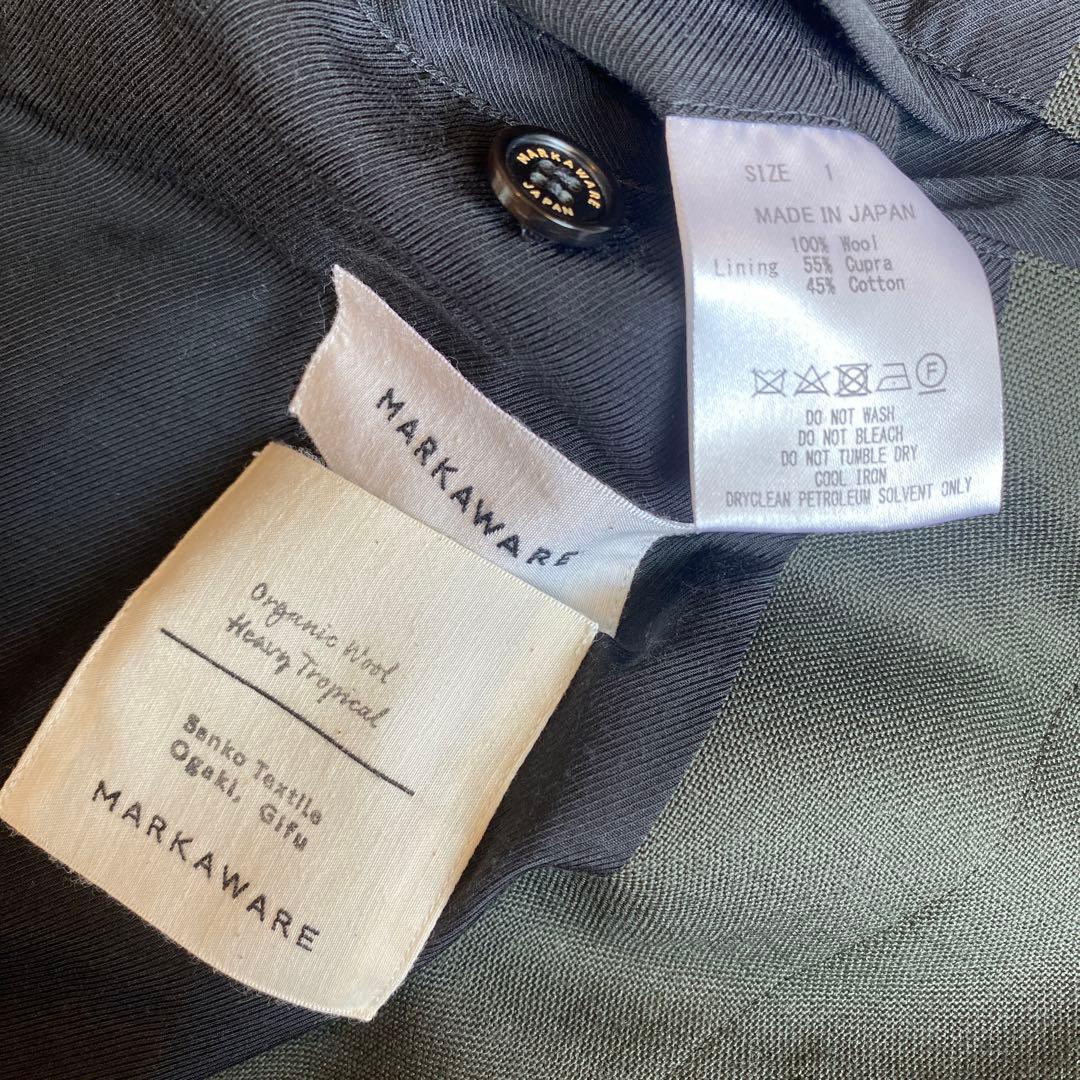 MARKAWARE
JAPAN
SIZE 1
MADE IN JAPAN
100% Wool
Lining 55% Cupra
45% Cotton
F
DO NOT WASH
DO NOT BLEACH
DO NOT TUMBLE DRY
COOL IRON
DRYCLEAN PETROLEUM SOLVENT ONLY
MARKAWARE
Organic Wool
Heavy Tropical
Sanko Textile
Ogaki, Gifu
MARKAWARE